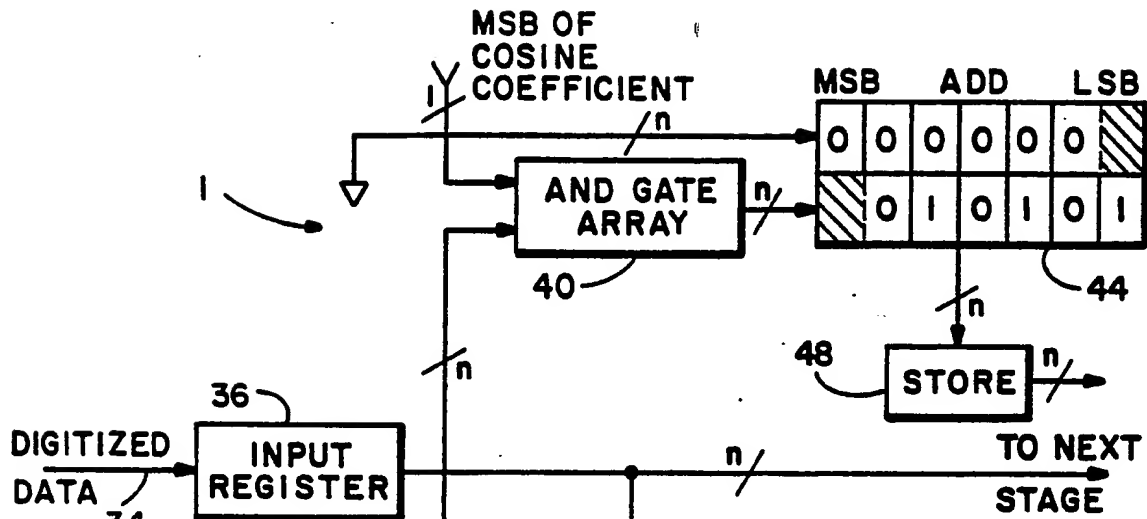 MSB OF
COSINE
COEFFICIENT
1
n
MSB ADD LSB
0 0 0 0 0 0
0 1 0 1 0 1
AND GATE
ARRAY
n
1
40
44
n
n
48
STORE
n
36
DIGITIZED
DATA
INPUT
REGISTER
n
TO NEXT
STAGE
34